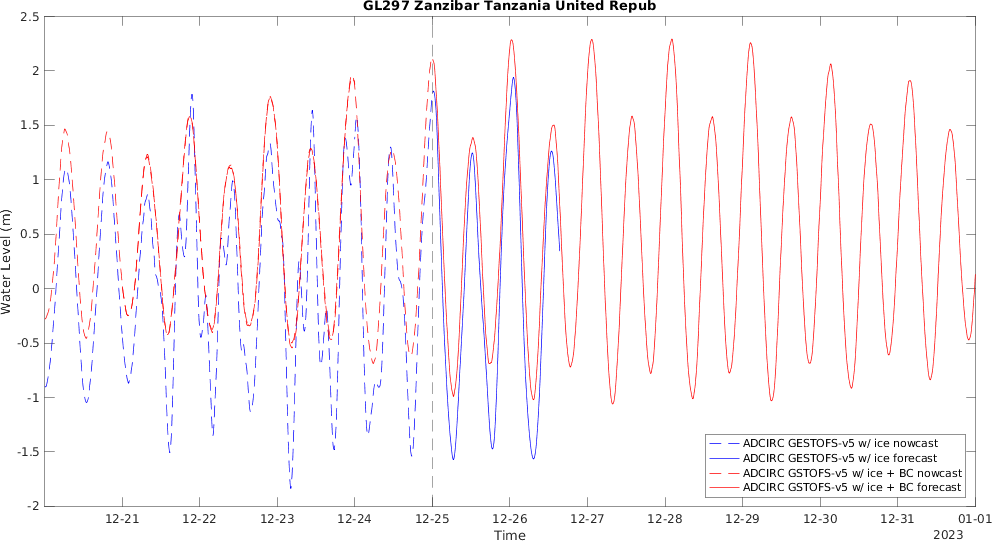 GL297 Zanzibar Tanzania United Repub
2.5
2
1.5
1
0.5
0
-0.5
-1
-1.5
-2
Water Level (m)
ADCIRC GESTOFS-v5 w/ ice nowcast
ADCIRC GESTOFS-v5 w/ ice forecast
ADCIRC GSTOFS-v5 w/ ice + BC nowcast
ADCIRC GSTOFS-v5 w/ ice + BC forecast
12-21 12-22 12-23 12-24 12-25 12-26 12-27 12-28 12-29 12-30 12-31 01-01
Time
2023